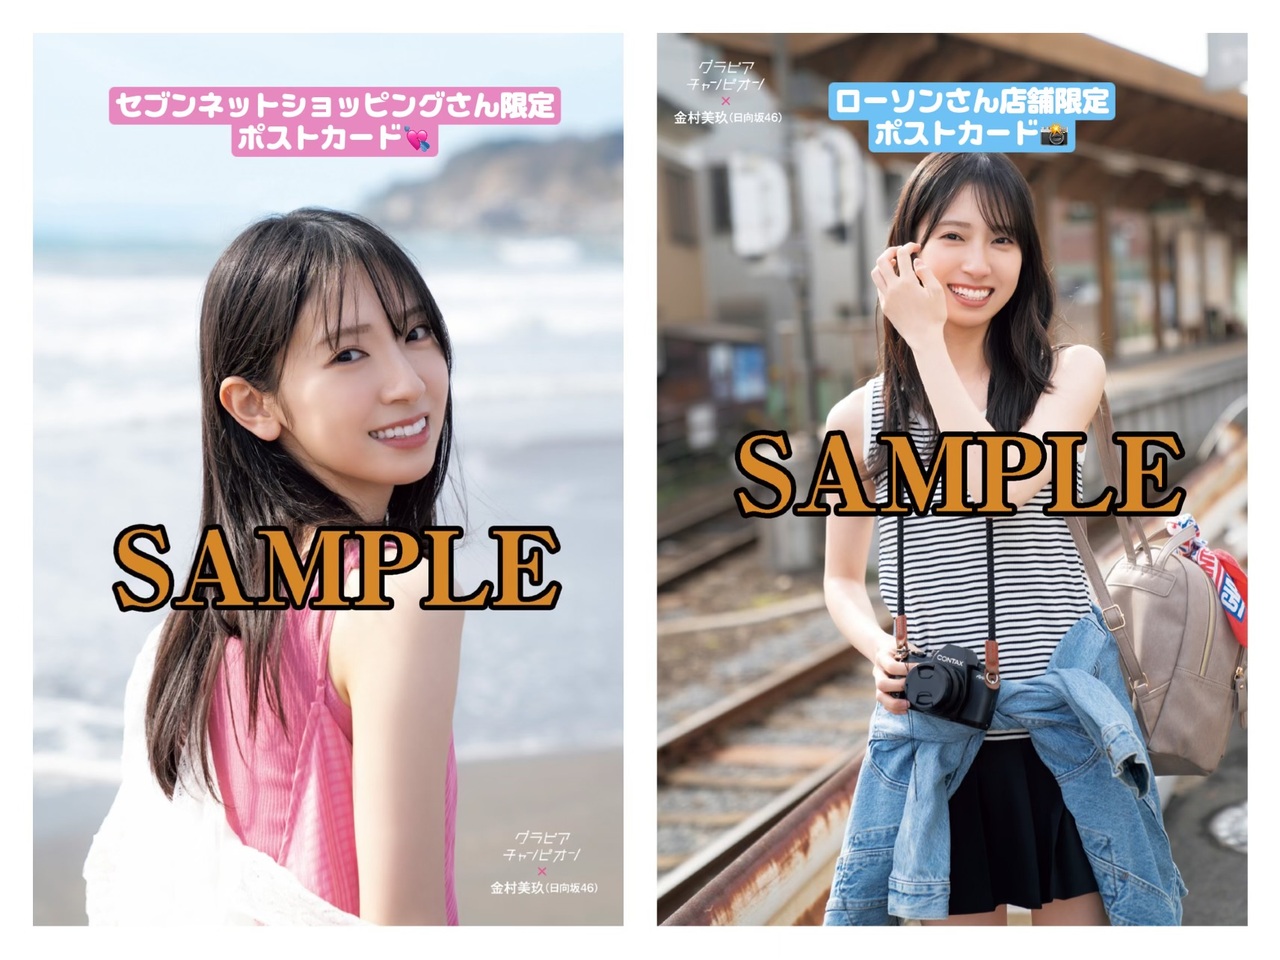 セブンネットショッピングさん限定
ポストカード💘
SAMPLE
グラビア
チャンピオン
×
金村美玖(日向坂46)
グラビア
チャンピオン
×
金村美玖(日向坂46)
ローソンさん店舗限定
ポストカード📸
SAMPLE
CONTAX